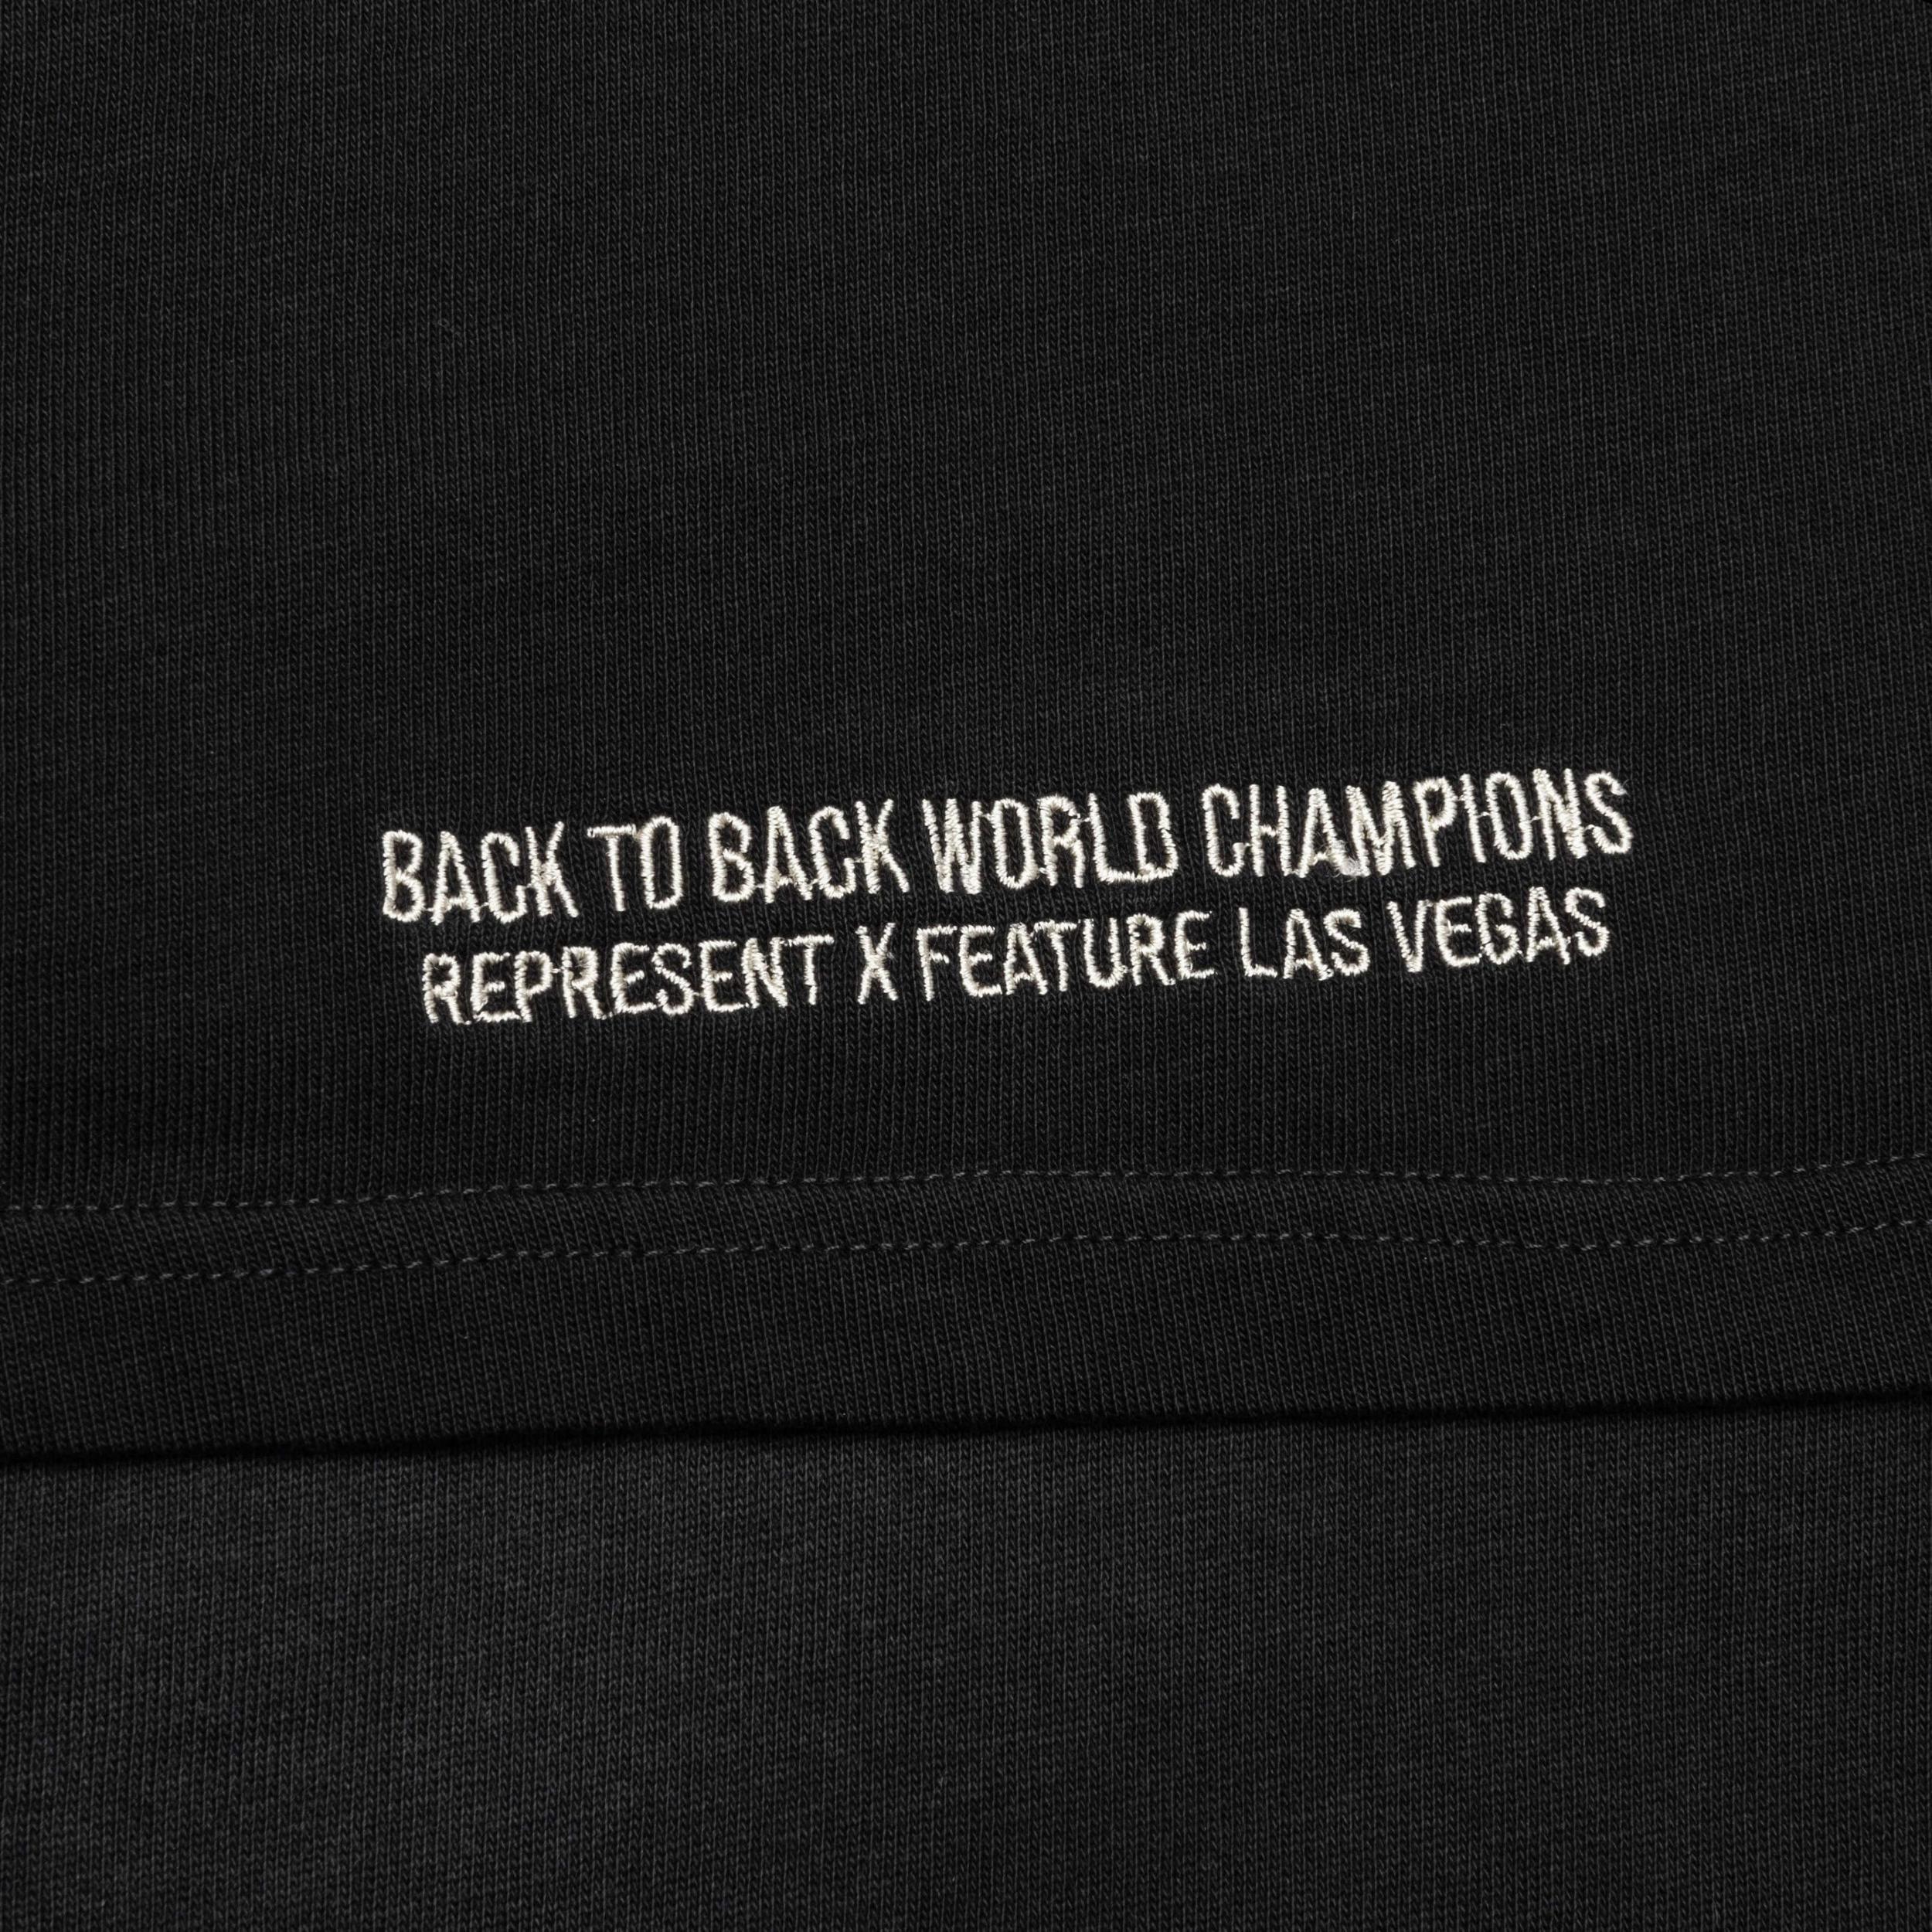 BACK TO BACK WORLD CHAMPIONS
REPRESENT X FEATURE LAS VEGAS